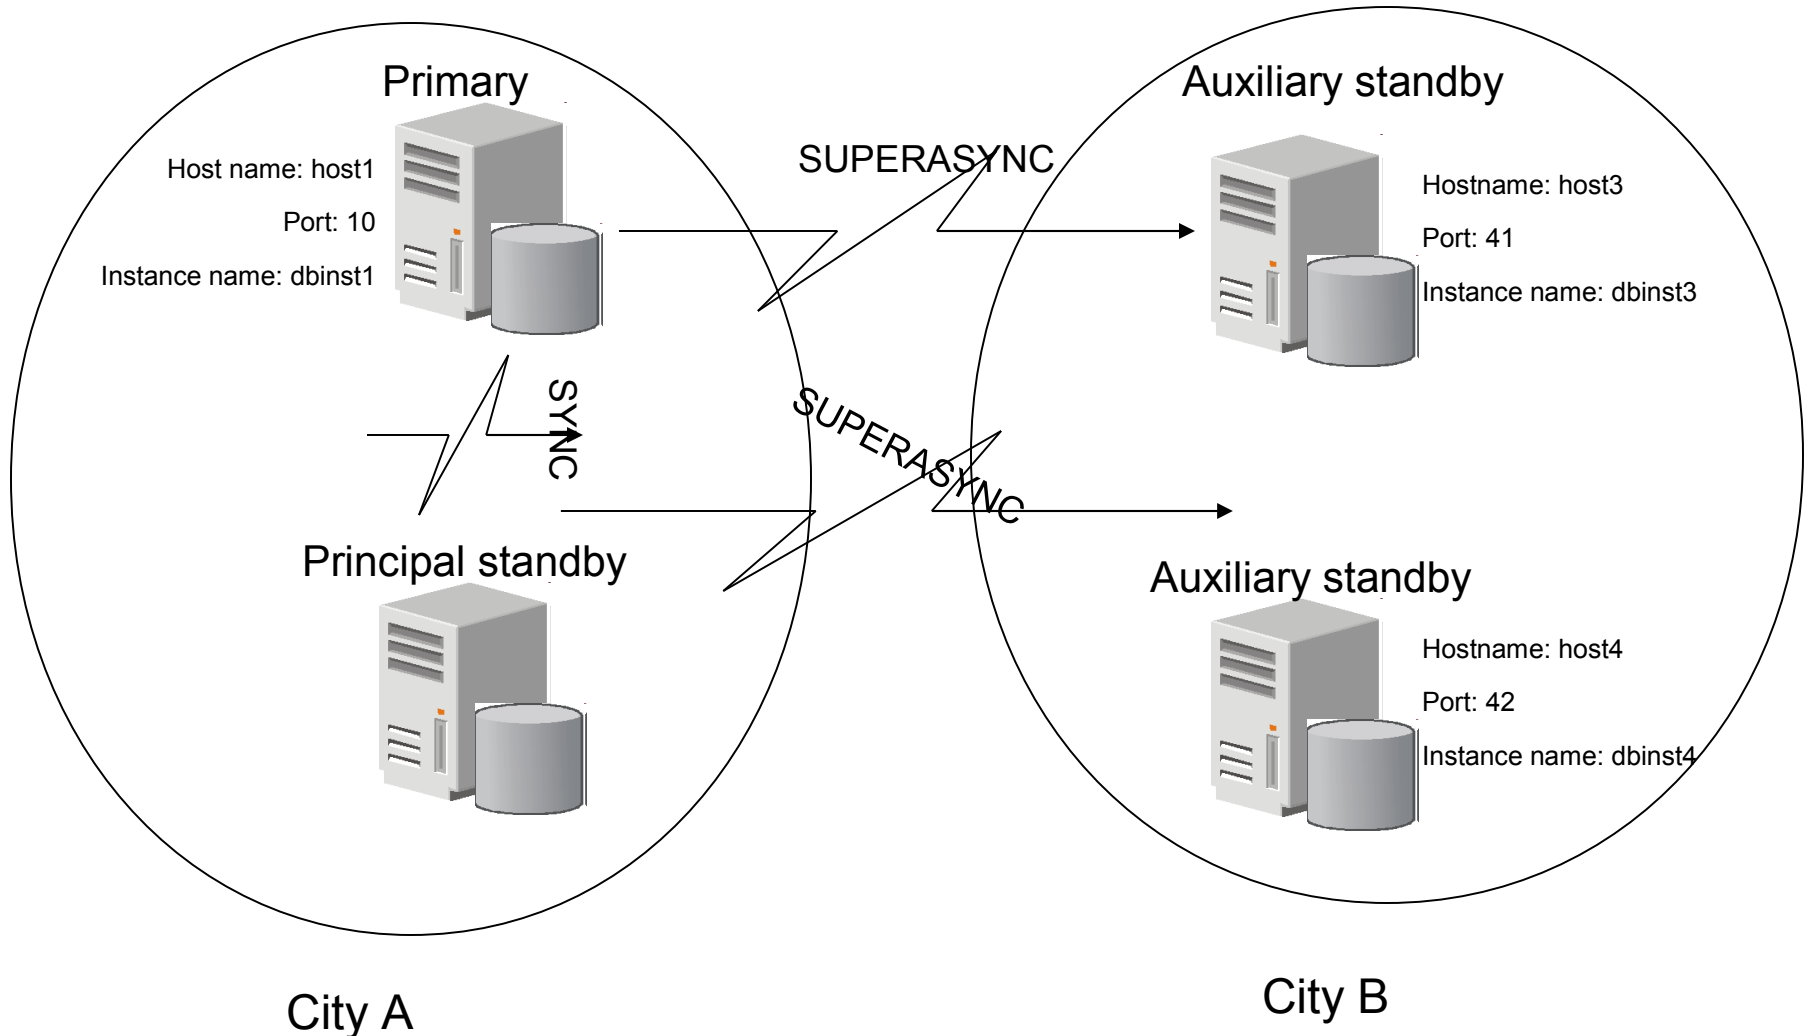 Primary
Host name: host1
Port: 10
Instance name: dbinst1
SUPERASYNC
Auxiliary standby
Hostname: host3
Port: 41
Instance name: dbinst3
SYNC
SUPERASYNC
Principal standby
Auxiliary standby
Hostname: host4
Port: 42
Instance name: dbinst4
City A
City B